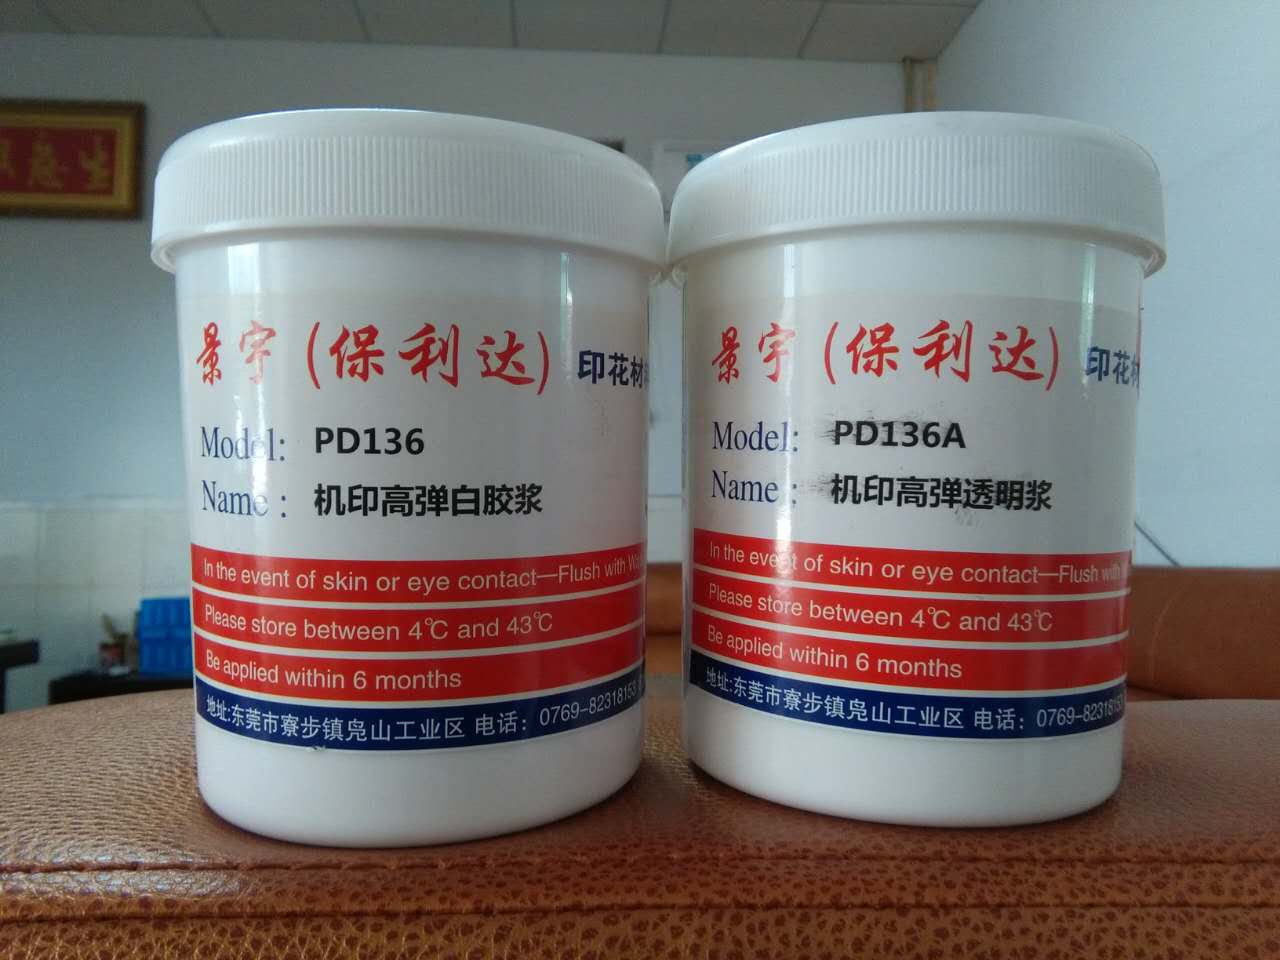 景宇(保利达) 印花材
Model: PD136
Name: 机印高弹白胶浆
In the event of skin or eye contact—Flush with
Please store between 4℃ and 43℃
Be applied within 6 months
地址:东莞市寮步镇凫山工业区 电话: 0769-82318153
景宇(保利达) 印花材
Model: PD136A
Name: 机印高弹透明浆
In the event of skin or eye contact—Flush with
Please store between 4℃ and 43℃
Be applied within 6 months
地址:东莞市寮步镇凫山工业区 电话: 0769-82318153